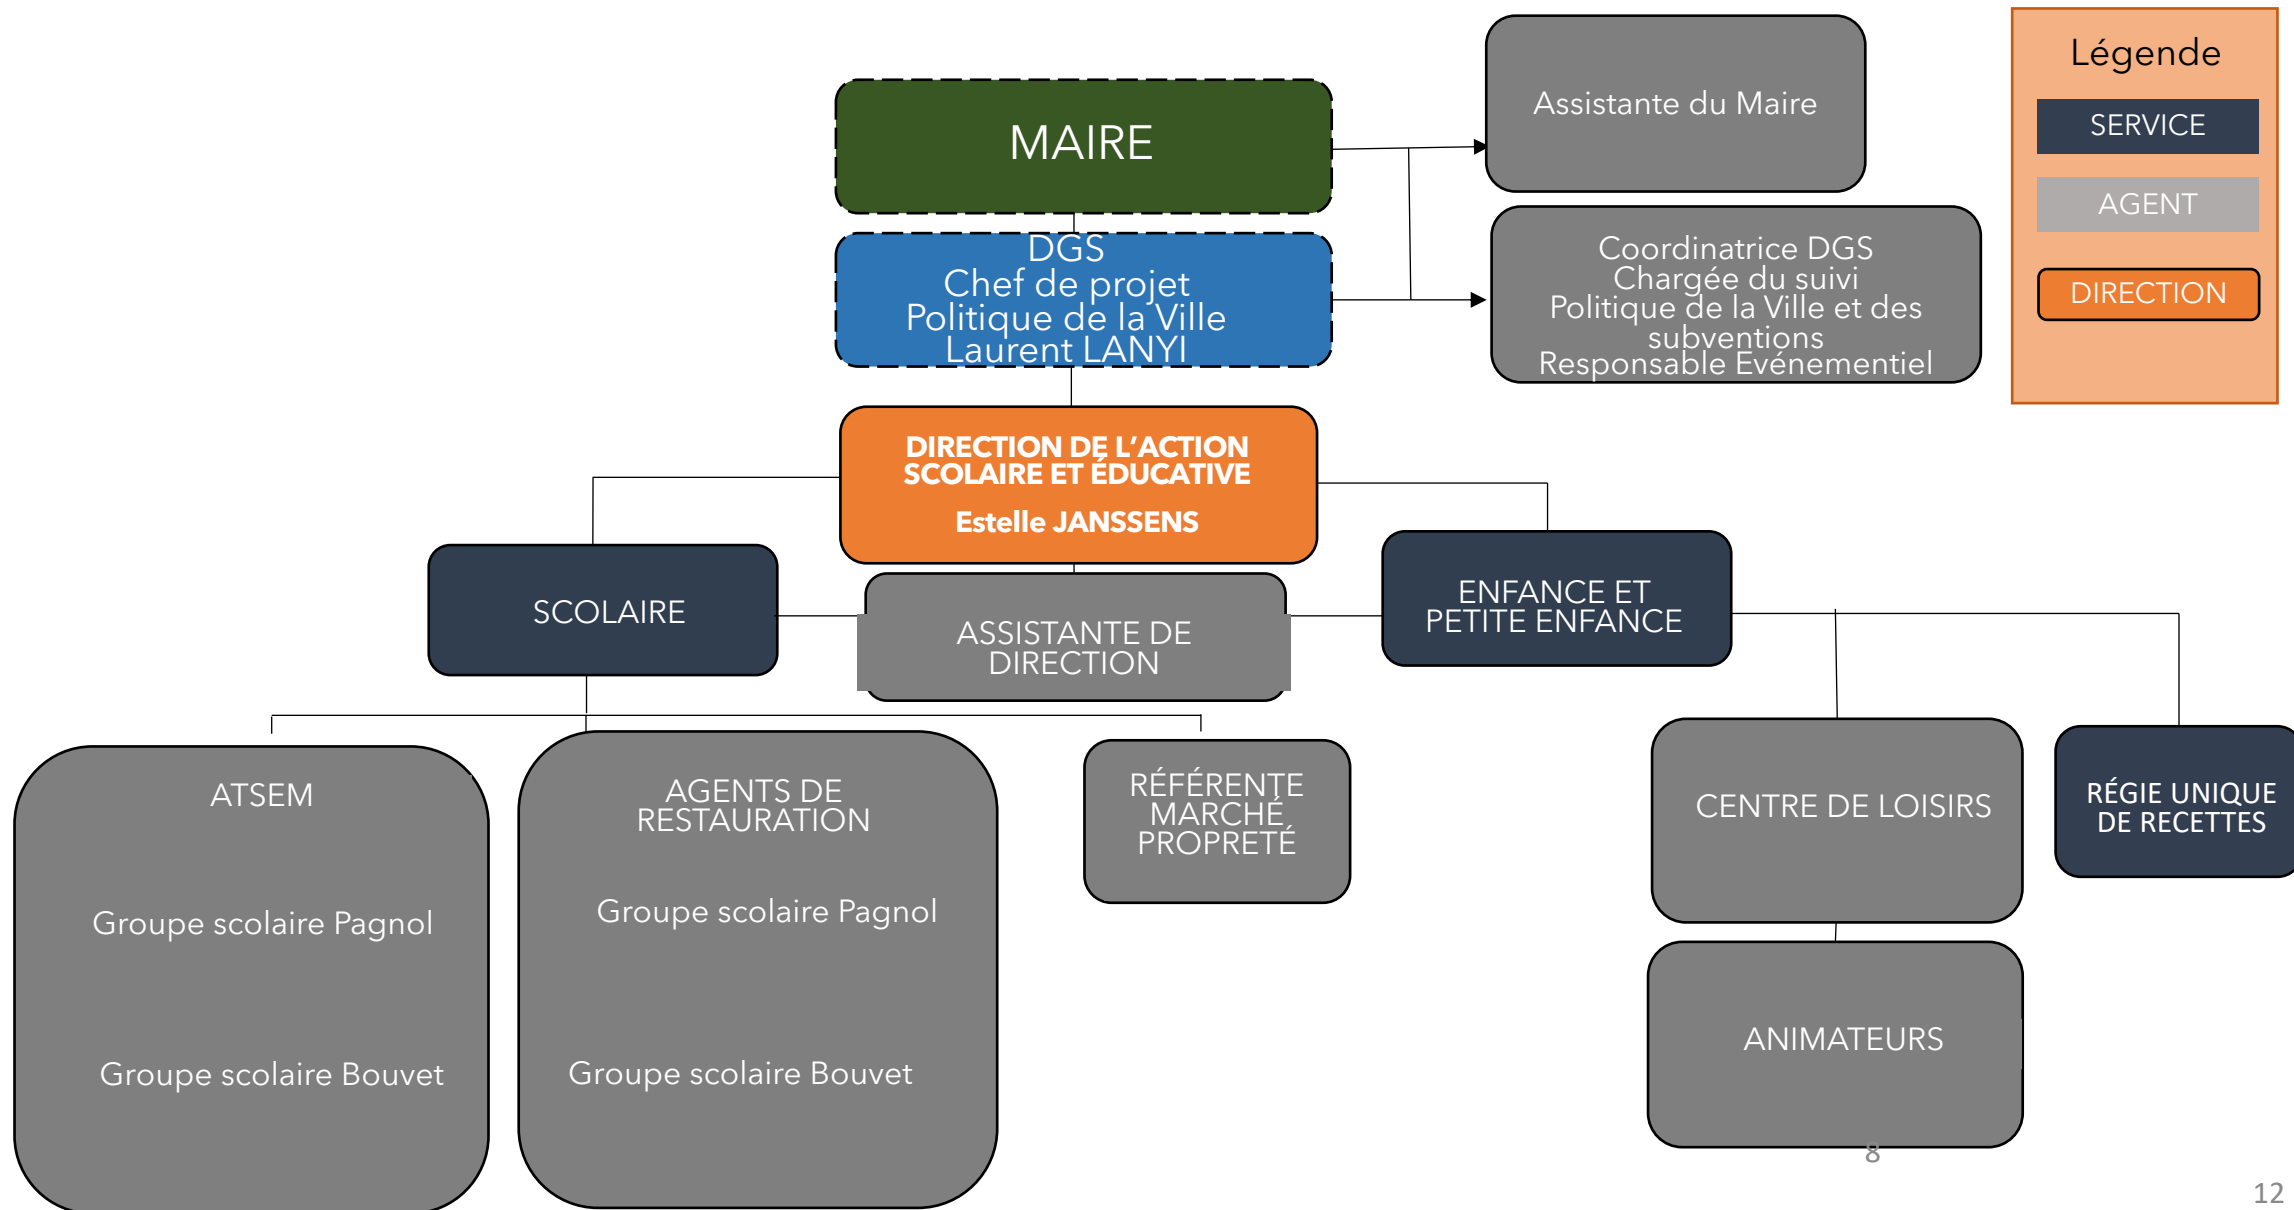 MAIRE
Assistante du Maire
Légende
SERVICE
AGENT
DIRECTION
DGS
Chef de projet
Politique de la Ville
Laurent LANYI
Coordinatrice DGS
Chargée du suivi
Politique de la Ville et des
subventions
Responsable Evénementiel
DIRECTION DE L’ACTION
SCOLAIRE ET ÉDUCATIVE
Estelle JANSSENS
SCOLAIRE
ASSISTANTE DE
DIRECTION
ENFANCE ET
PETITE ENFANCE
ATSEM
Groupe scolaire Pagnol
Groupe scolaire Bouvet
AGENTS DE
RESTAURATION
Groupe scolaire Pagnol
Groupe scolaire Bouvet
RÉFÉRENTE
MARCHÉ
PROPRETÉ
CENTRE DE LOISIRS
RÉGIE UNIQUE
DE RECETTES
ANIMATEURS
8
12